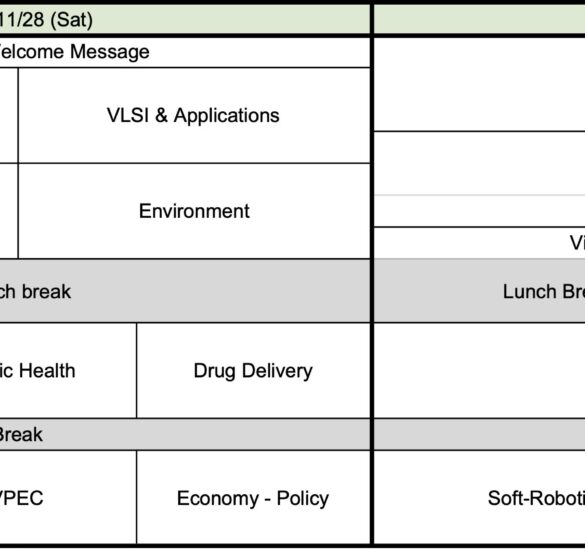 11/28 (Sat)
elcome Message
VLSI & Applications
Environment
Vi
ch break
Lunch Bre
ic Health
Drug Delivery
Break
VPEC
Economy - Policy
Soft-Roboti